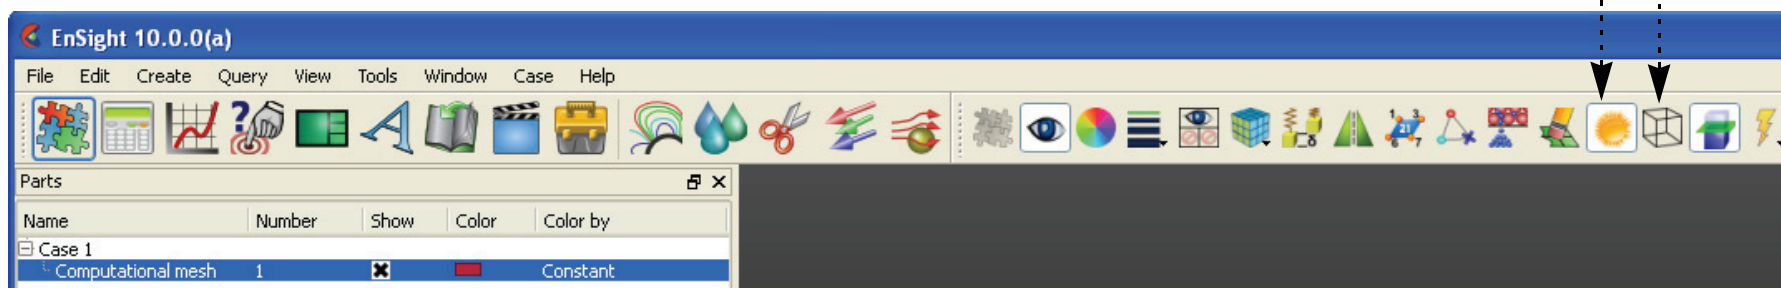 EnSight 10.0.0(a)
File Edit Create Query View Tools Window Case Help
Parts
Name Number Show Color Color by
Case 1
Computational mesh 1 Constant